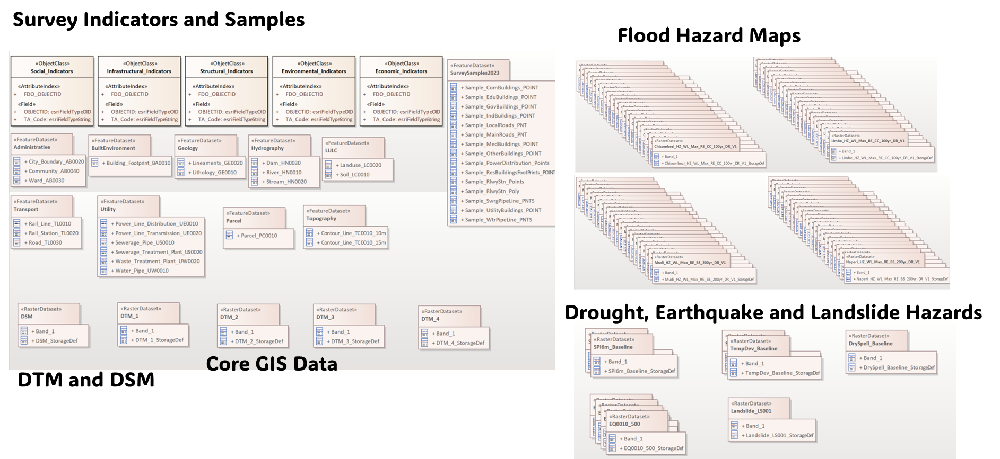 Survey Indicators and Samples
Flood Hazard Maps
«ObjectClass»
Social_Indicators
«AttributeIndex»
+ FDO_OBJECTID
«Field»
+ OBJECTID: esriFieldTypeOID
+ TA_Code: esriFieldTypeString
«ObjectClass»
Infrastructural_Indicators
«AttributeIndex»
+ FDO_OBJECTID
«Field»
+ OBJECTID: esriFieldTypeOID
+ TA_Code: esriFieldTypeString
«ObjectClass»
Structural_Indicators
«AttributeIndex»
+ FDO_OBJECTID
«Field»
+ OBJECTID: esriFieldTypeOID
+ TA_Code: esriFieldTypeString
«ObjectClass»
Environmental_Indicators
«AttributeIndex»
+ FDO_OBJECTID
«Field»
+ OBJECTID: esriFieldTypeOID
+ TA_Code: esriFieldTypeString
«ObjectClass»
Economic_Indicators
«AttributeIndex»
+ FDO_OBJECTID
«Field»
+ OBJECTID: esriFieldTypeOID
+ TA_Code: esriFieldTypeString
«FeatureDataset»
SurveySamples2023
+ Sample_ComBuildings_POINT
+ Sample_EduBuildings_POINT
+ Sample_GovBuildings_POINT
+ Sample_IndBuildings_POINT
+ Sample_LocalRoads_PNT
+ Sample_MainRoads_PNT
+ Sample_MedBuildings_POINT
+ Sample_OtherBuildings_POINT
+ Sample_PowerDistribution_Points
+ Sample_ResBuildingsFootPrints_POINT
+ Sample_RlwyStn_Points
+ Sample_RlwyStn_Poly
+ Sample_SwrgPipeLine_PNTS
+ Sample_UtilityBuildings_POINT
+ Sample_WtrPipeLine_PNTS
«FeatureDataset»
Administrative
+ City_Boundary_AB0020
+ Community_AB0040
+ Ward_AB0030
«FeatureDataset»
BuiltEnvironment
+ Building_Footprint_BA0010
«FeatureDataset»
Geology
+ Lineaments_GE0020
+ Lithology_GE0010
«FeatureDataset»
Hydrography
+ Dam_HN0030
+ River_HN0010
+ Stream_HN0020
«FeatureDataset»
LULC
+ Landuse_LC0020
+ Soil_LC0010
«FeatureDataset»
Transport
+ Rail_Line_TL0010
+ Rail_Station_TL0020
+ Road_TL0030
«FeatureDataset»
Utility
+ Power_Line_Distribution_UE0010
+ Power_Line_Transmission_UE0020
+ Sewerage_Pipe_US0010
+ Sewerage_Treatment_Plant_US0020
+ Waste_Treatment_Plant_UW0020
+ Water_Pipe_UW0010
«FeatureDataset»
Parcel
+ Parcel_PC0010
«FeatureDataset»
Topography
+ Contour_Line_TC0010_10m
+ Contour_Line_TC0010_15m
«RasterDataset»
DSM
+ Band_1
+ DSM_StorageDef
«RasterDataset»
DTM_1
+ Band_1
+ DTM_1_StorageDef
«RasterDataset»
DTM_2
+ Band_1
+ DTM_2_StorageDef
«RasterDataset»
DTM_3
+ Band_1
+ DTM_3_StorageDef
«RasterDataset»
DTM_4
+ Band_1
+ DTM_4_StorageDef
Core GIS Data
DTM and DSM
«RasterDataset»
Chisombezi_HZ_WL_Max_RE_CC_100yr_DR_V1
+ Band_1
+ Chisombezi_HZ_WL_Max_RE_CC_100yr_DR_V1_StorageDef
«RasterDataset»
Limbe_HZ_WL_Max_RE_CC_100yr_DR_V1
+ Band_1
+ Limbe_HZ_WL_Max_RE_CC_100yr_DR_V1_StorageDef
«RasterDataset»
Mudi_HZ_WL_Max_RE_BS_200yr_DR_V1
+ Band_1
+ Mudi_HZ_WL_Max_RE_BS_200yr_DR_V1_StorageDef
«RasterDataset»
Naperi_HZ_WL_Max_RE_BS_200yr_DR_V1
+ Band_1
+ Naperi_HZ_WL_Max_RE_BS_200yr_DR_V1_StorageDef
Drought, Earthquake and Landslide Hazards
«RasterDataset»
SPI6m_Baseline
+ Band_1
+ SPI6m_Baseline_StorageDef
«RasterDataset»
TempDev_Baseline
+ Band_1
+ TempDev_Baseline_StorageDef
«RasterDataset»
DrySpell_Baseline
+ Band_1
+ DrySpell_Baseline_StorageDef
«RasterDataset»
EQ0010_500
+ Band_1
+ EQ0010_500_StorageDef
«RasterDataset»
Landslide_LS001
+ Band_1
+ Landslide_LS001_StorageDef